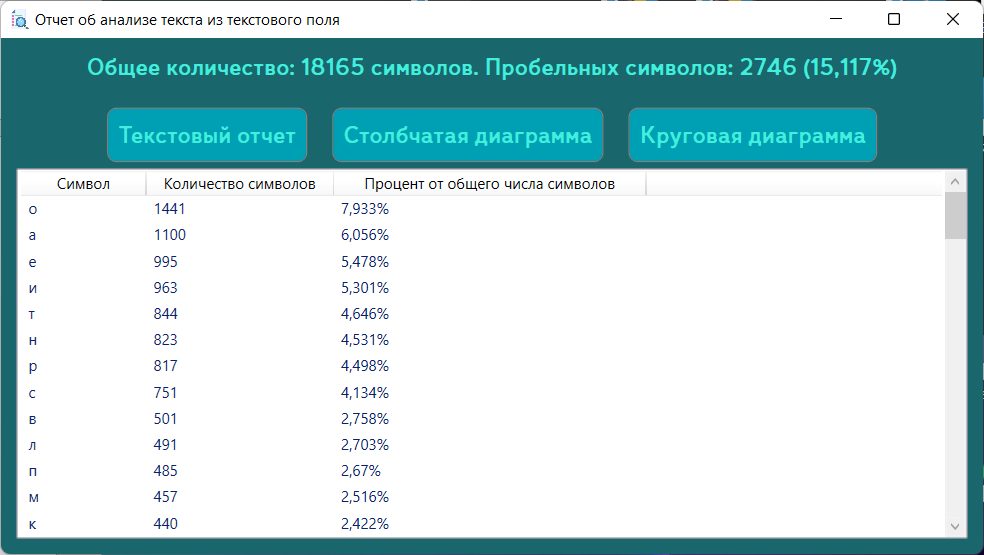 Отчет об анализе текста из текстового поля
Общее количество: 18165 символов. Пробельных символов: 2746 (15,117%)
Текстовый отчет Столбчатая диаграмма Круговая диаграмма
Символ Количество символов Процент от общего числа символов
о 1441 7,933%
а 1100 6,056%
е 995 5,478%
и 963 5,301%
т 844 4,646%
н 823 4,531%
р 817 4,498%
с 751 4,134%
в 501 2,758%
л 491 2,703%
п 485 2,67%
м 457 2,516%
к 440 2,422%